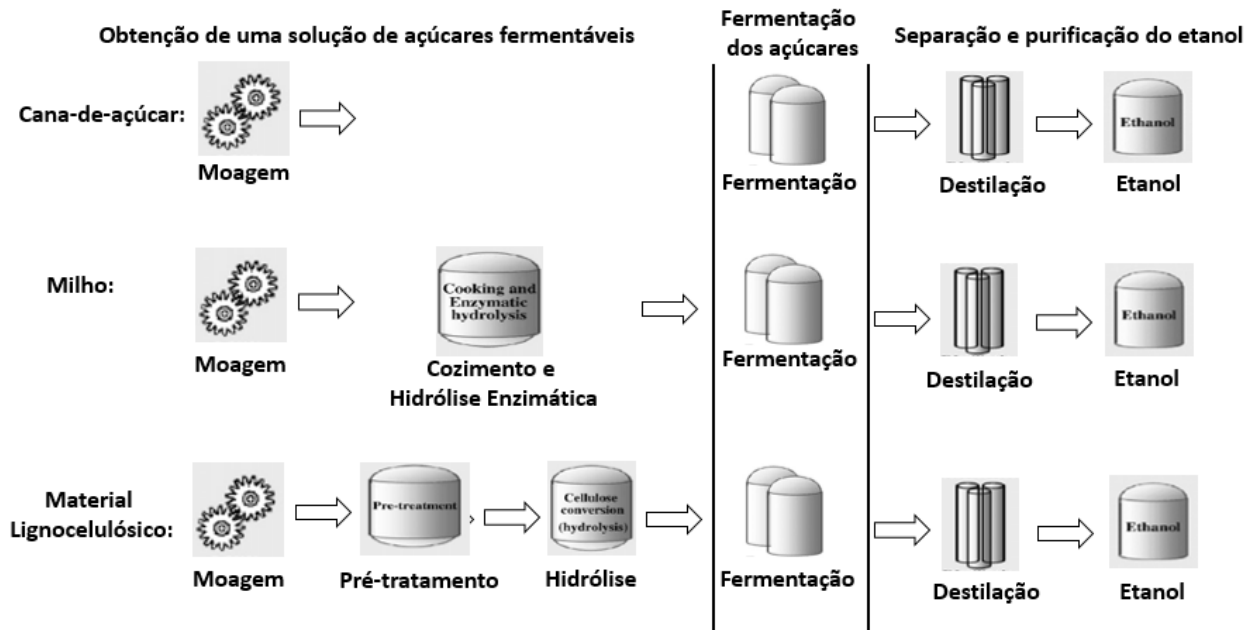 Obtenção de uma solução de açúcares fermentáveis
Fermentação
dos açúcares
Separação e purificação do etanol
Cana-de-açúcar:
Moagem
Fermentação
Destilação
Ethanol
Etanol
Milho:
Moagem
Cooking and
Enzymatic
hydrolysis
Cozimento e
Hidrólise Enzimática
Fermentação
Destilação
Ethanol
Etanol
Material
Lignocelulósico:
Moagem
Pre-treatment
Pré-tratamento
Cellulose
conversion
(hydrolysis)
Hidrólise
Fermentação
Destilação
Ethanol
Etanol